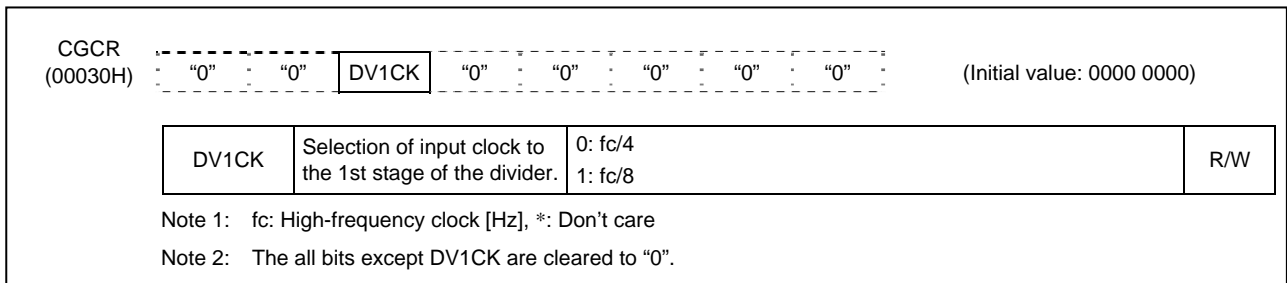 CGCR
(00030H) “0” “0” DV1CK “0” “0” “0” “0” “0” (Initial value: 0000 0000)
DV1CK Selection of input clock to the 1st stage of the divider. 0: fc/4 R/W
1: fc/8
Note 1: fc: High-frequency clock [Hz], *: Don’t care
Note 2: The all bits except DV1CK are cleared to “0”.